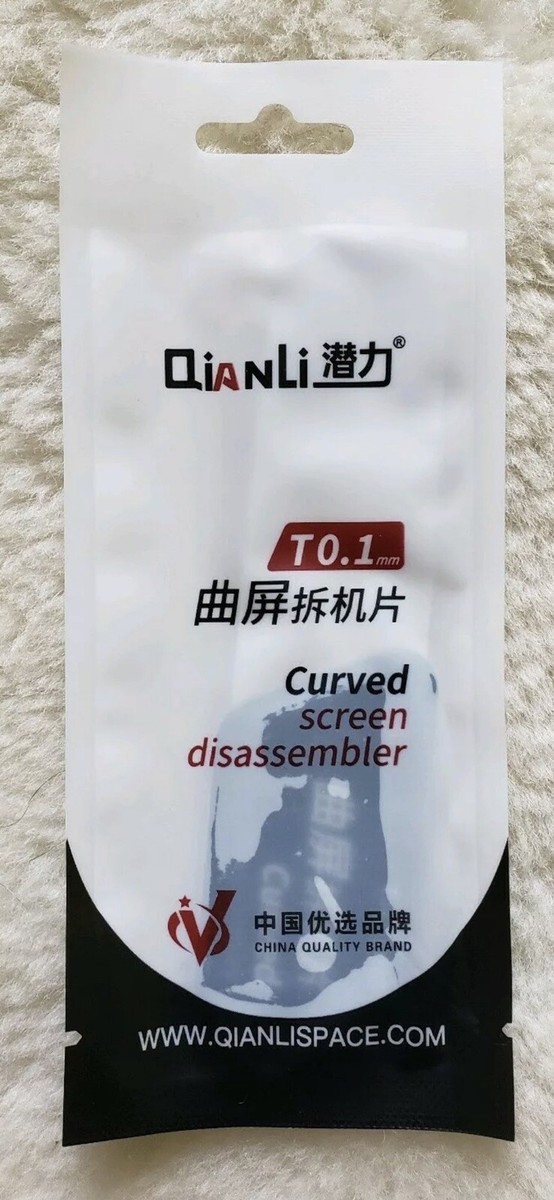 QiANLi 潜力®
T0.1mm
曲屏拆机片
Curved
screen
disassembler
中国优选品牌
CHINA QUALITY BRAND
WWW.QIANLISPACE.COM